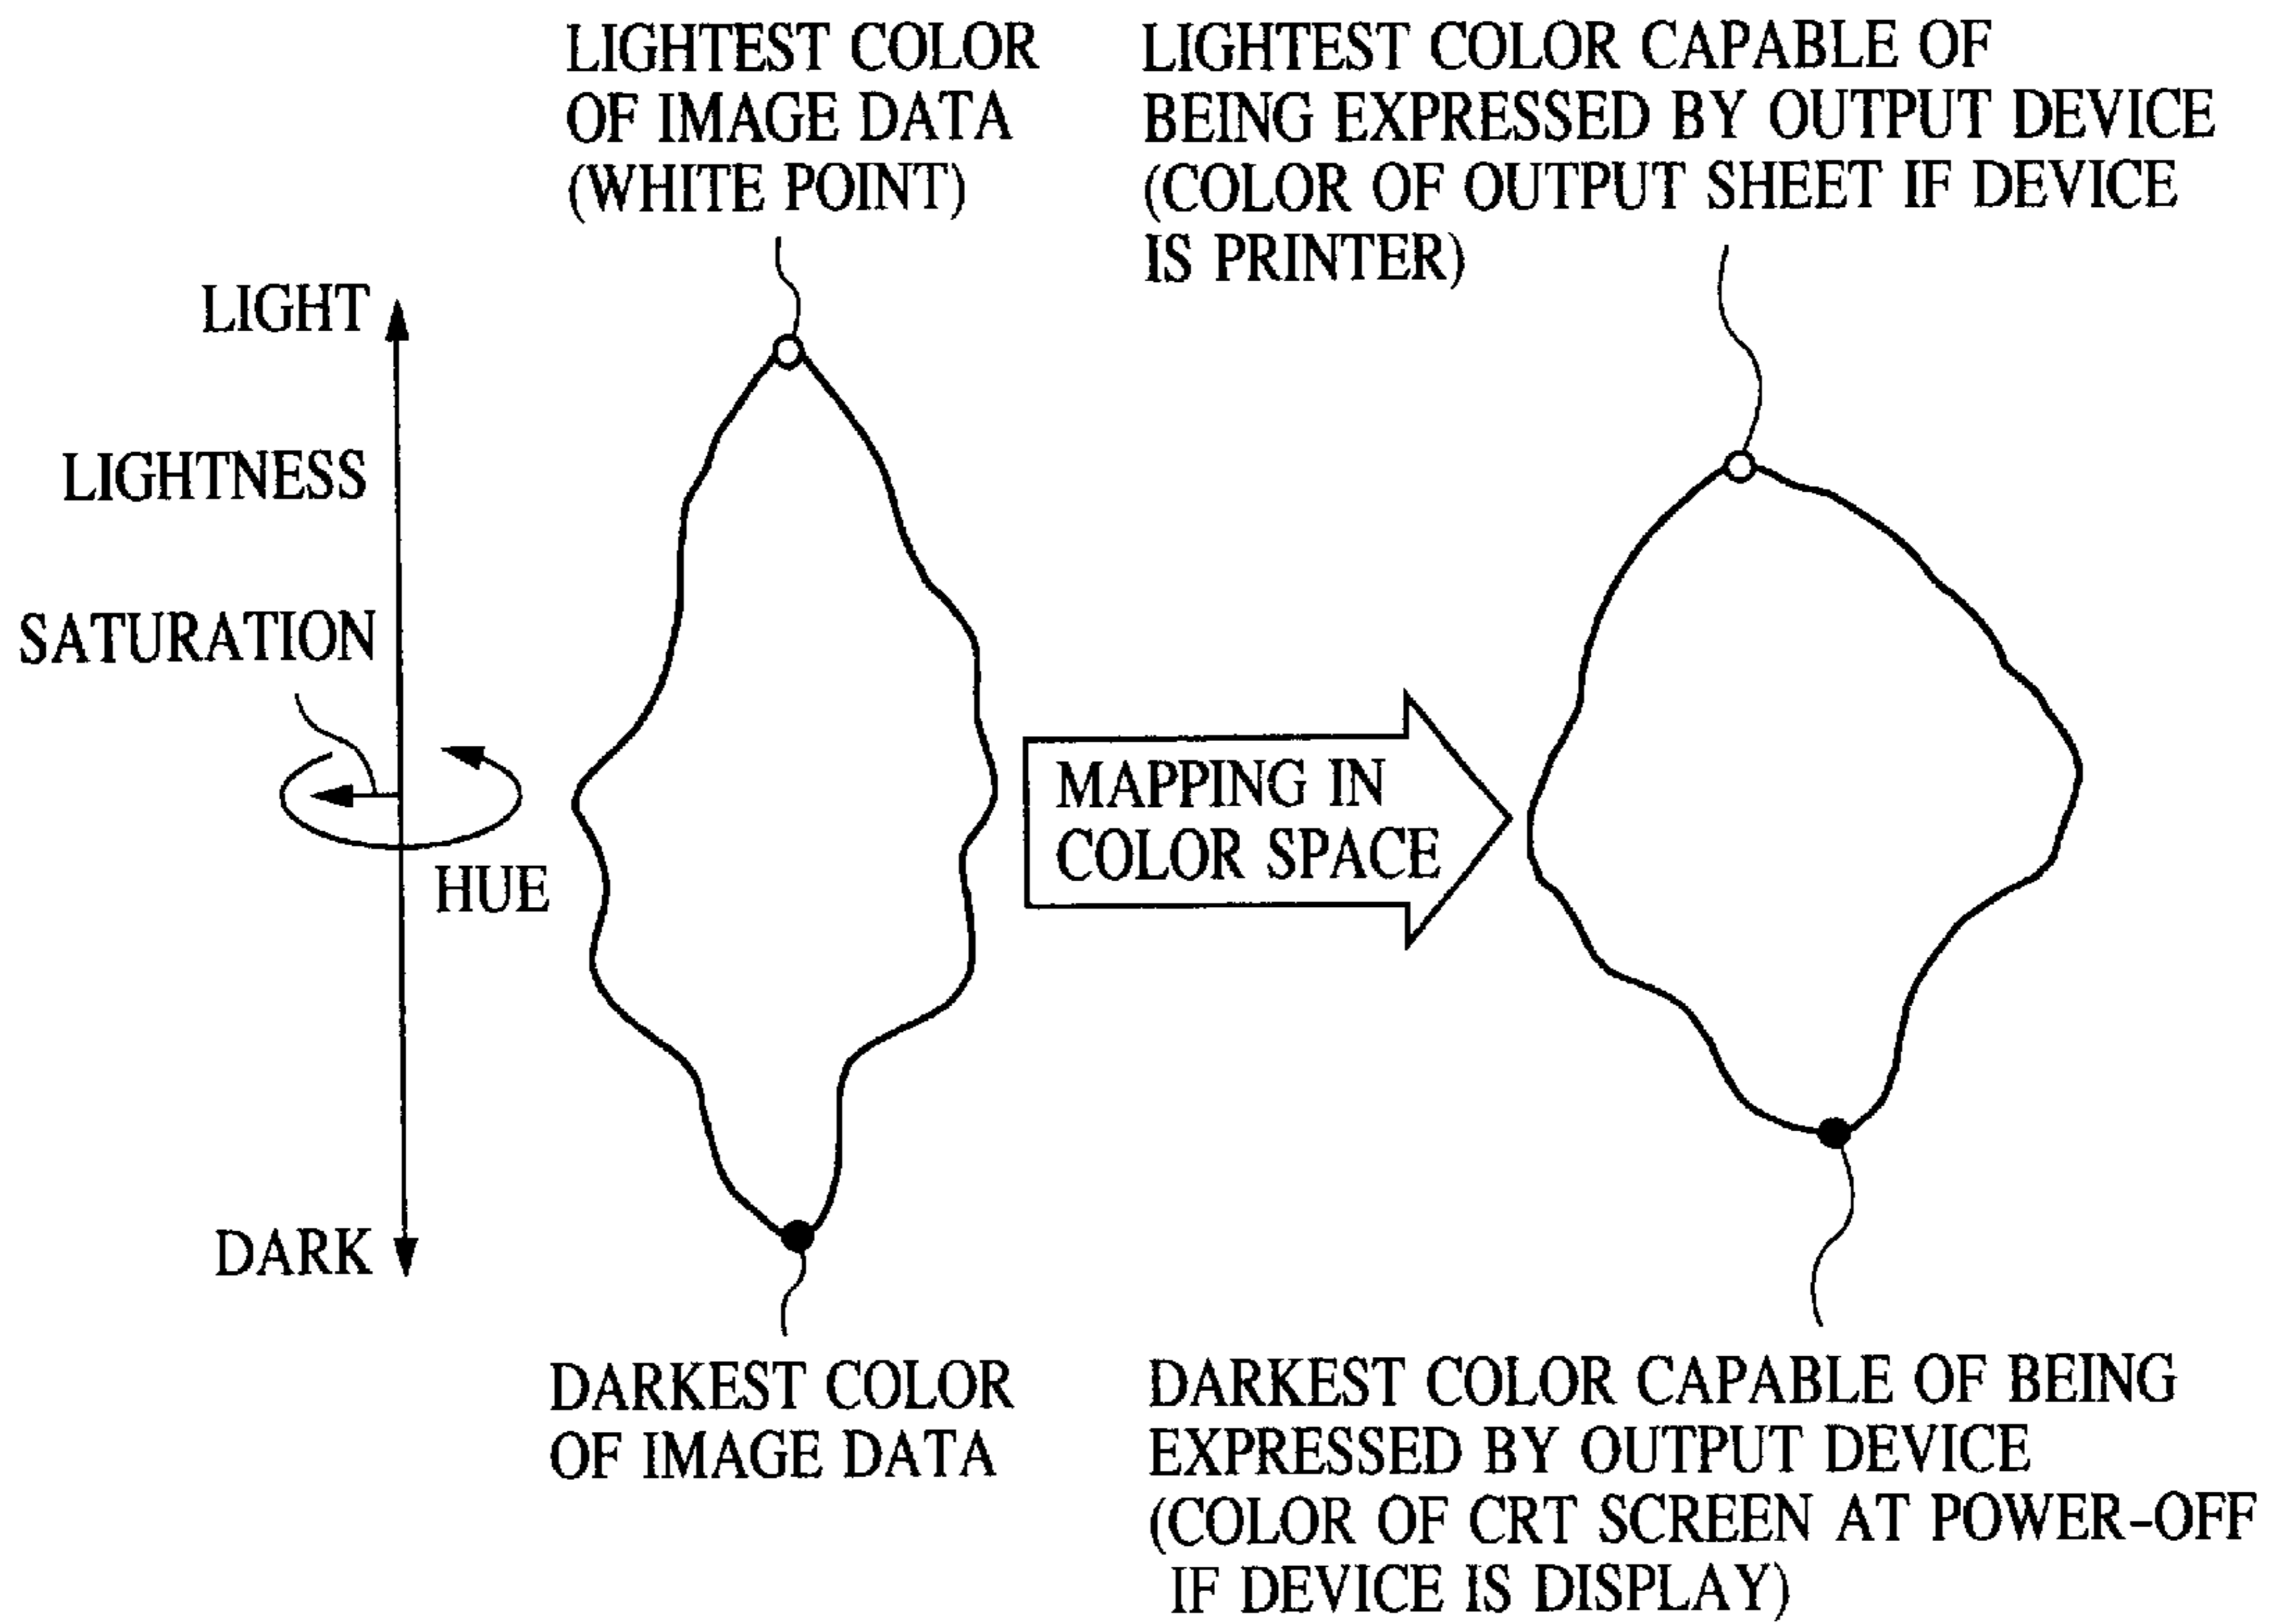 LIGHTEST COLOR
OF IMAGE DATA
(WHITE POINT)
LIGHTEST COLOR CAPABLE OF
BEING EXPRESSED BY OUTPUT DEVICE
(COLOR OF OUTPUT SHEET IF DEVICE
IS PRINTER)
LIGHT
LIGHTNESS
SATURATION
HUE
DARK
MAPPING IN
COLOR SPACE
DARKEST COLOR
OF IMAGE DATA
DARKEST COLOR CAPABLE OF BEING
EXPRESSED BY OUTPUT DEVICE
(COLOR OF CRT SCREEN AT POWER-OFF
IF DEVICE IS DISPLAY)